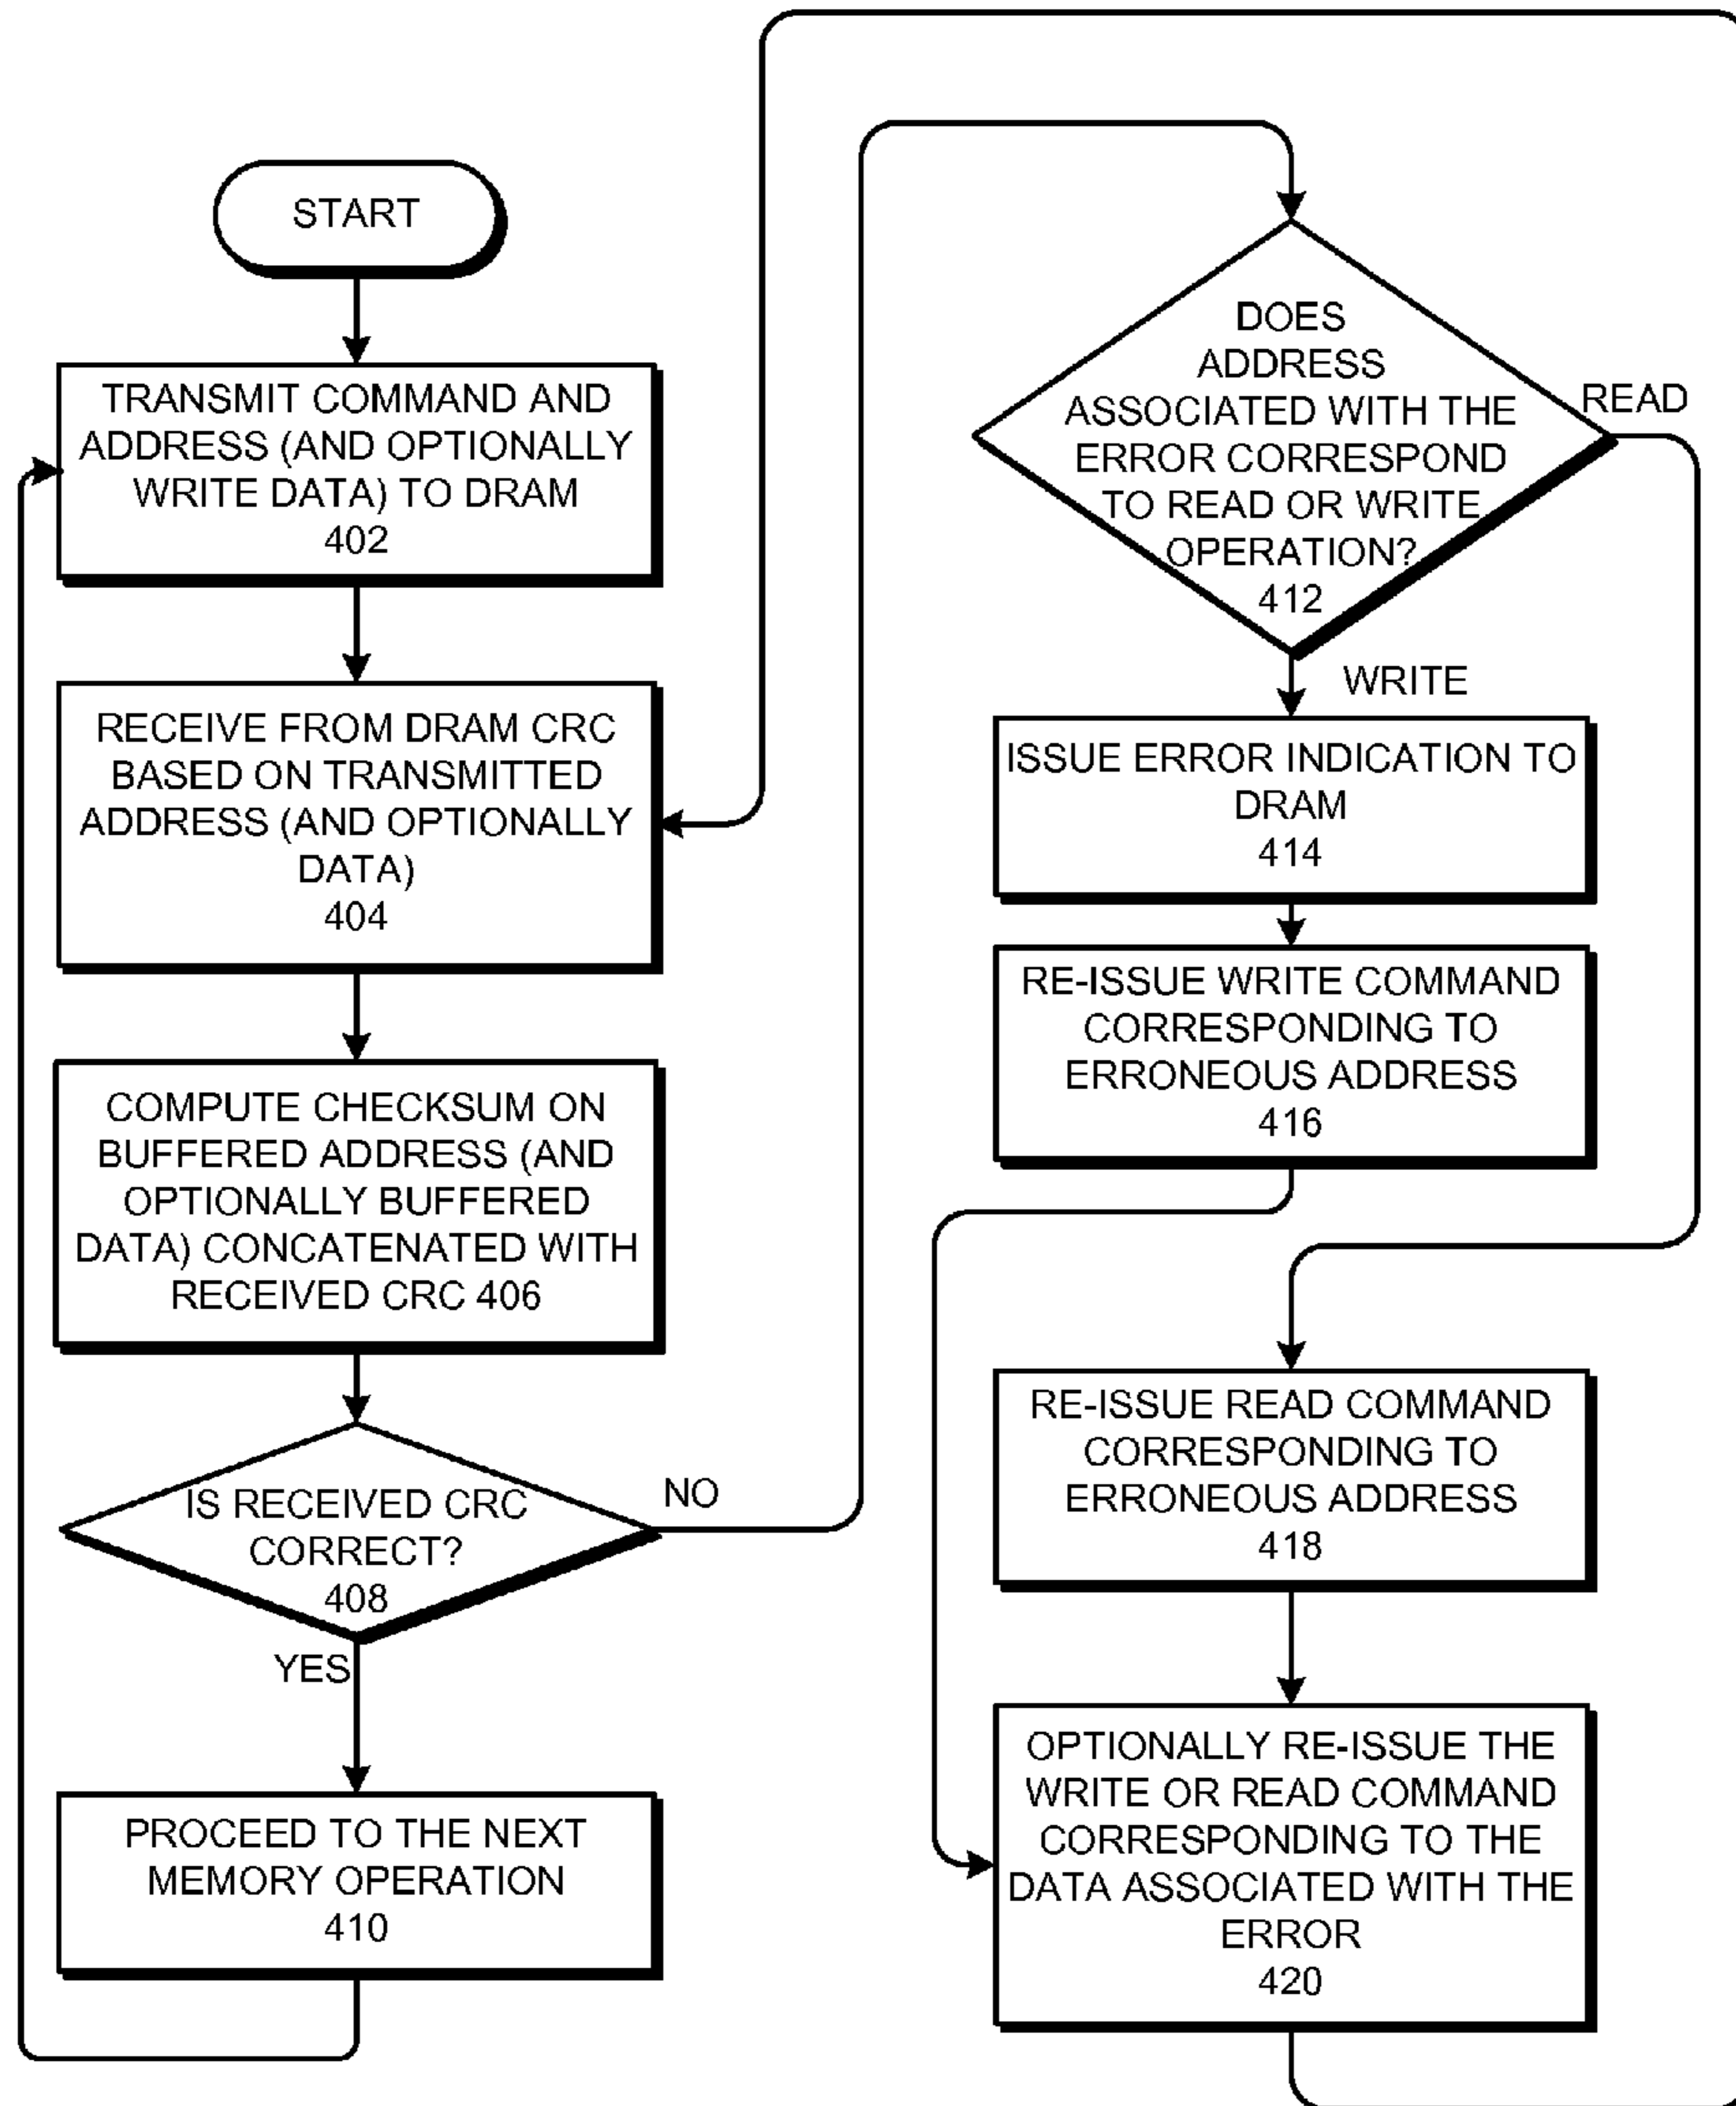 START
TRANSMIT COMMAND AND
ADDRESS (AND OPTIONALLY
WRITE DATA) TO DRAM
402
RECEIVE FROM DRAM CRC
BASED ON TRANSMITTED
ADDRESS (AND OPTIONALLY
DATA)
404
COMPUTE CHECKSUM ON
BUFFERED ADDRESS (AND
OPTIONALLY BUFFERED
DATA) CONCATENATED WITH
RECEIVED CRC 406
IS RECEIVED CRC
CORRECT?
408
NO
YES
PROCEED TO THE NEXT
MEMORY OPERATION
410
DOES
ADDRESS
ASSOCIATED WITH THE
ERROR CORRESPOND
TO READ OR WRITE
OPERATION?
412
READ
WRITE
ISSUE ERROR INDICATION TO
DRAM
414
RE-ISSUE WRITE COMMAND
CORRESPONDING TO
ERRONEOUS ADDRESS
416
RE-ISSUE READ COMMAND
CORRESPONDING TO
ERRONEOUS ADDRESS
418
OPTIONALLY RE-ISSUE THE
WRITE OR READ COMMAND
CORRESPONDING TO THE
DATA ASSOCIATED WITH THE
ERROR
420